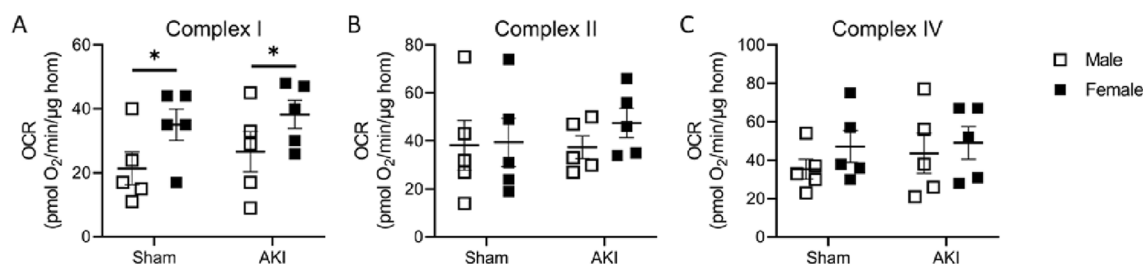 A
Complex I
60
40
20
0
OCR
(pmol O₂/min/µg hom)
*
*
Sham
AKI
B
Complex II
80
60
40
20
0
OCR
(pmol O₂/min/µg hom)
Sham
AKI
C
Complex IV
100
80
60
40
20
0
OCR
(pmol O₂/min/µg hom)
Sham
AKI
Male
Female